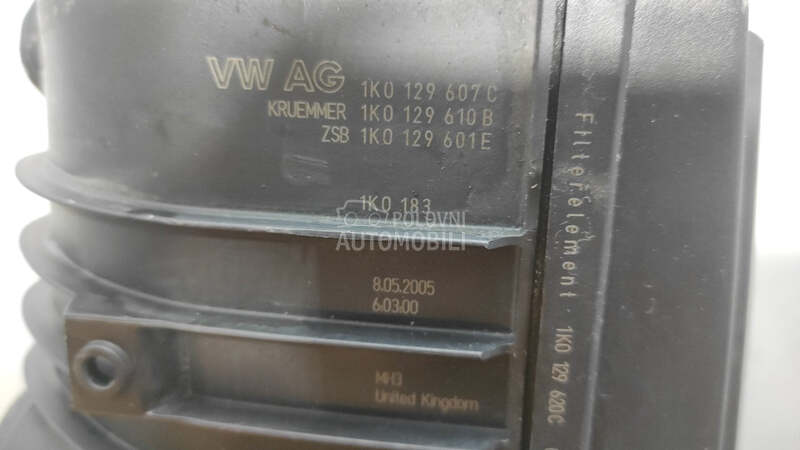 VW AG 1K0 129 607 C
KRUEMMER 1K0 129 610 B
ZSB 1K0 129 601 E
1K0 183
POLOVNI
AUTOMOBILI
8.05.2005
6:03:00
MH3
United Kingdom
Filterelement · 1K0 129 620 C